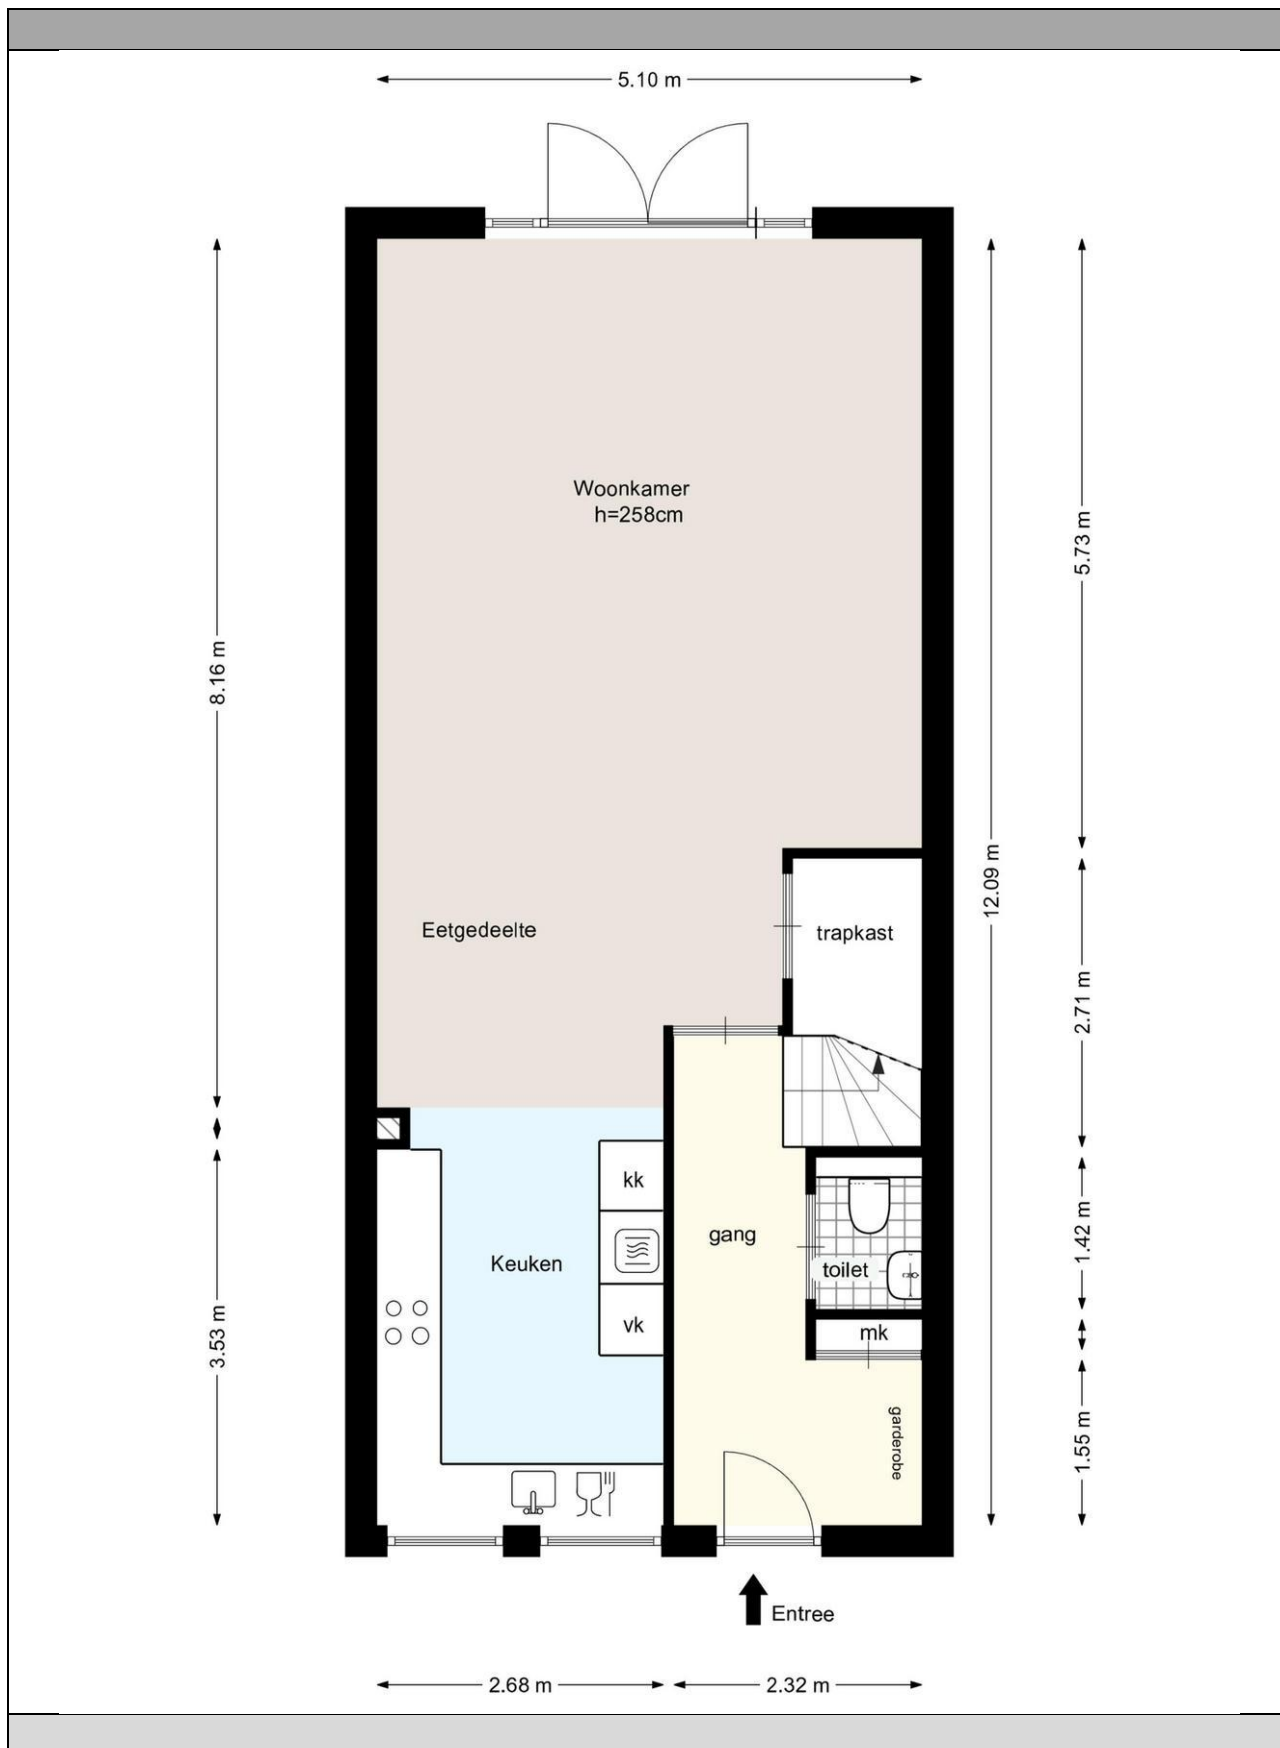 5.10 m
Woonkamer
h=258cm
5.73 m
8.16 m
12.09 m
Eetgedeelte
trapkast
2.71 m
kk
gang
1.42 m
Keuken
toilet
3.53 m
vk
mk
garderobe
1.55 m
Entree
2.68 m
2.32 m